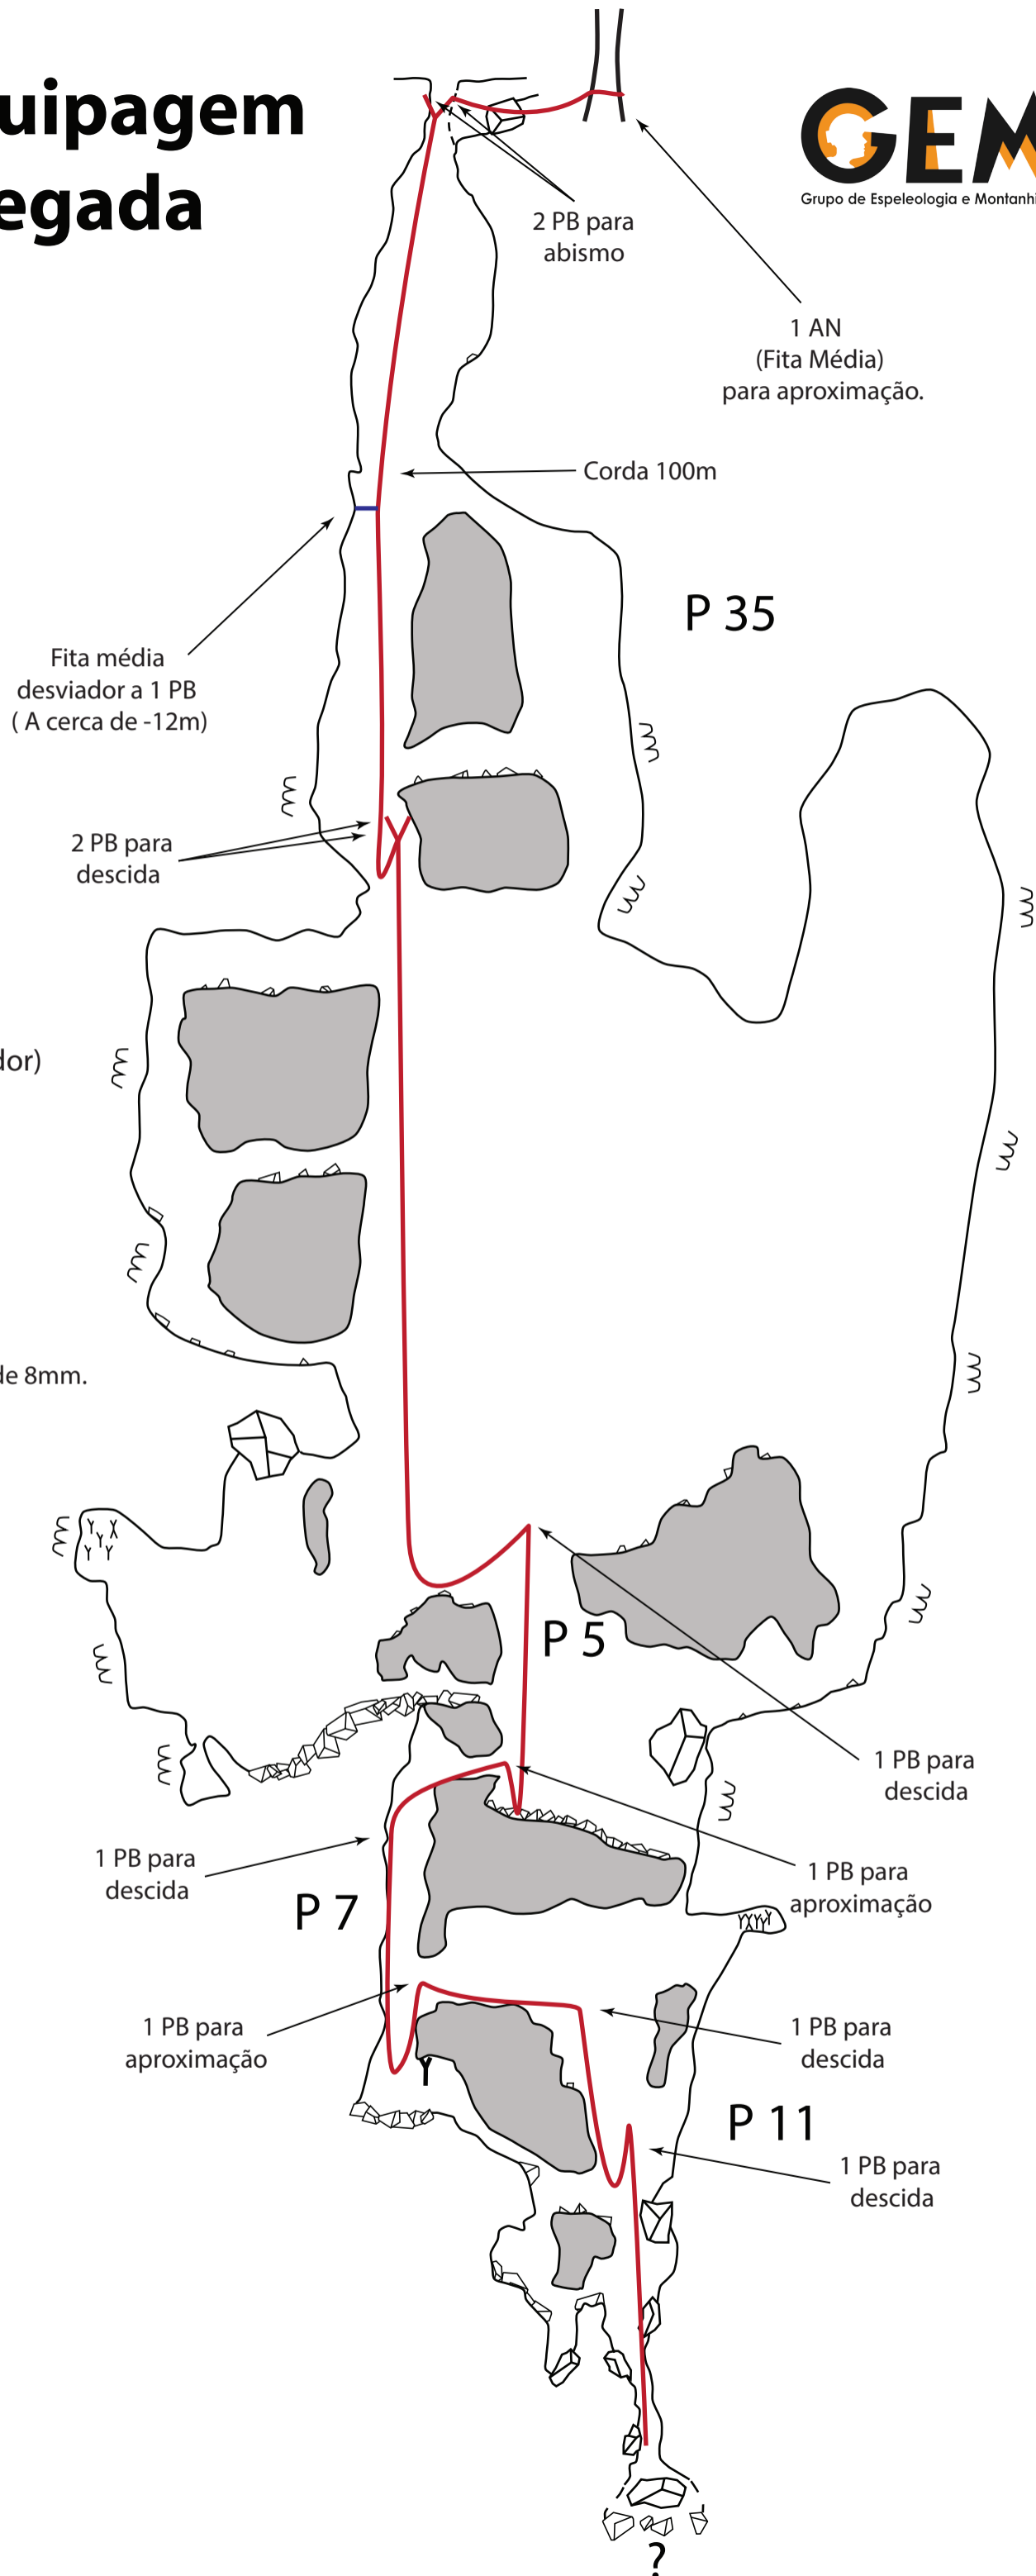 uipagem
egada
GEM
Grupo de Espeleologia e Montanhi
2 PB para
abismo
1 AN
(Fita Média)
para aproximação.
Corda 100m
P 35
Fita média
desviador a 1 PB
( A cerca de -12m)
2 PB para
descida
dor)
de 8mm.
P 5
1 PB para
descida
1 PB para
descida
1 PB para
aproximação
P 7
1 PB para
aproximação
1 PB para
descida
P 11
1 PB para
descida
?